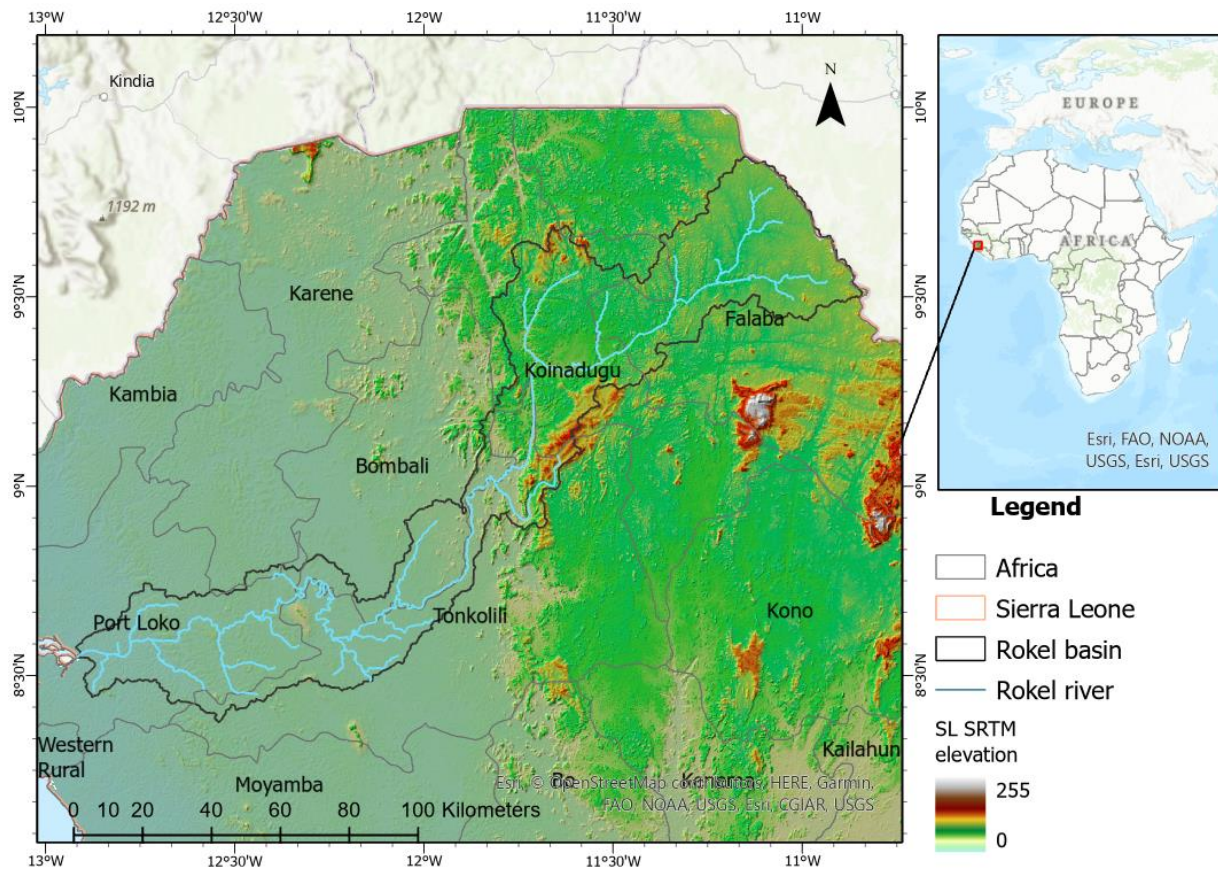 13°W
12°30'W
12°W
11°30'W
11°W
10°N
9°30'N
9°N
8°30'N
10°N
9°30'N
9°N
8°30'N
Kindia
N
1192 m
Karene
Falaba
Koinadugu
Kambia
Bombali
Port Loko
Tonkolili
Kono
Western
Rural
Kailahun
Moyamba
Bo
Kenema
Esri, © OpenStreetMap contributors, HERE, Garmin,
FAO, NOAA, USGS, Esri, CGIAR, USGS
0 10 20 40 60 80 100 Kilometers
13°W
12°30'W
12°W
11°30'W
11°W
EUROPE
AFRICA
Esri, FAO, NOAA,
USGS, Esri, USGS
Legend
Africa
Sierra Leone
Rokel basin
Rokel river
SL SRTM
elevation
255
0